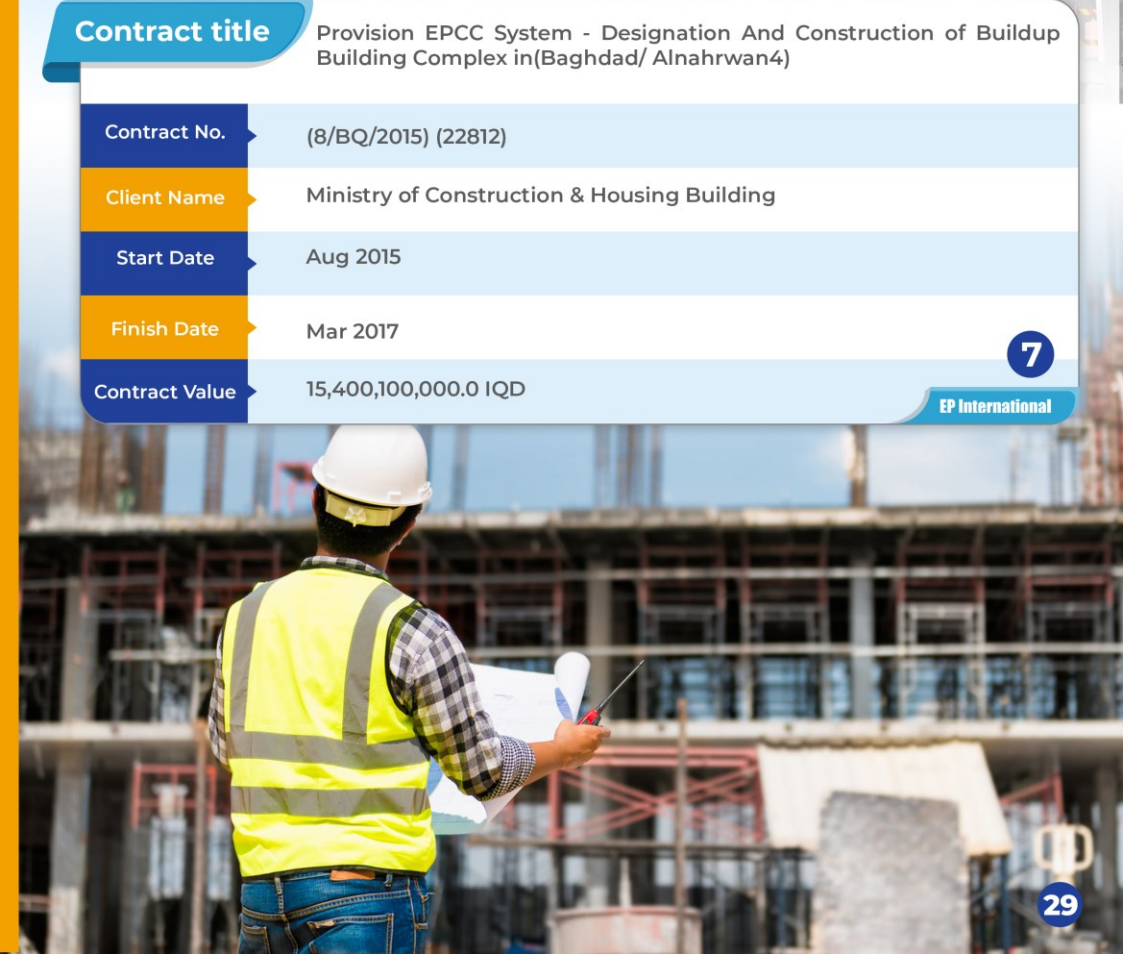 Contract title
Provision EPCC System - Designation And Construction of Buildup
Building Complex in(Baghdad/ Alnahrwan4)
Contract No.
(8/BQ/2015) (22812)
Client Name
Ministry of Construction & Housing Building
Start Date
Aug 2015
Finish Date
Mar 2017
7
Contract Value
15,400,100,000.0 IQD
EP International
29